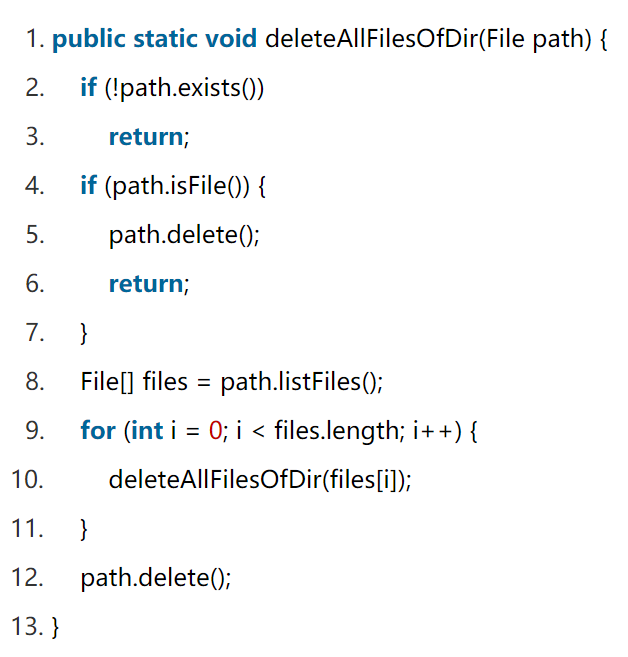 1. public static void deleteAllFilesOfDir(File path) {
2. if (!path.exists())
3. return;
4. if (path.isFile()) {
5. path.delete();
6. return;
7. }
8. File[] files = path.listFiles();
9. for (int i = 0; i < files.length; i++) {
10. deleteAllFilesOfDir(files[i]);
11. }
12. path.delete();
13. }